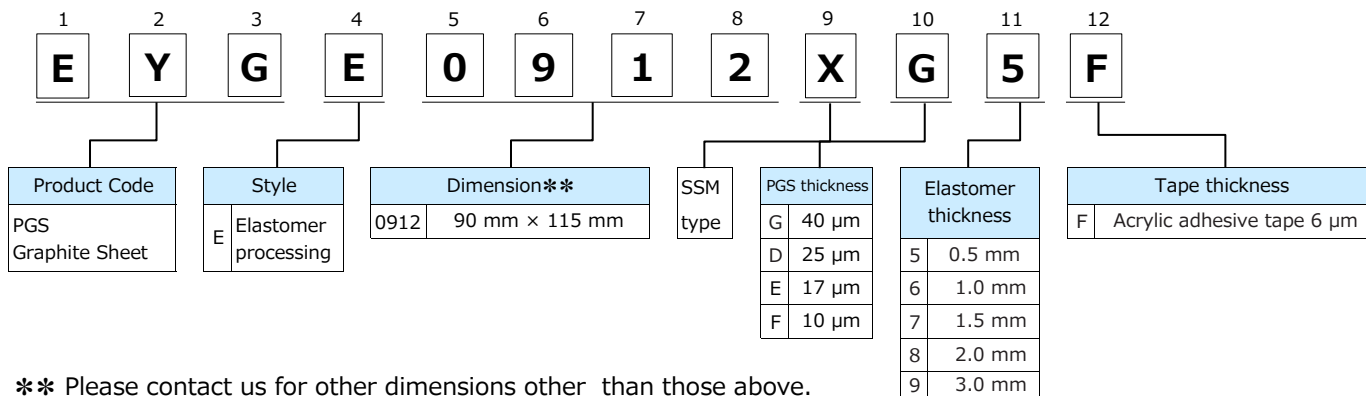 1 2 3 4 5 6 7 8 9 10 11 12
E Y G E 0 9 1 2 X G 5 F
Product Code
PGS
Graphite Sheet
Style
E Elastomer
processing
Dimension**
0912 90 mm × 115 mm
SSM
type
PGS thickness
G 40 µm
D 25 µm
E 17 µm
F 10 µm
Elastomer
thickness
5 0.5 mm
6 1.0 mm
7 1.5 mm
8 2.0 mm
9 3.0 mm
Tape thickness
F Acrylic adhesive tape 6 µm
** Please contact us for other dimensions other than those above.